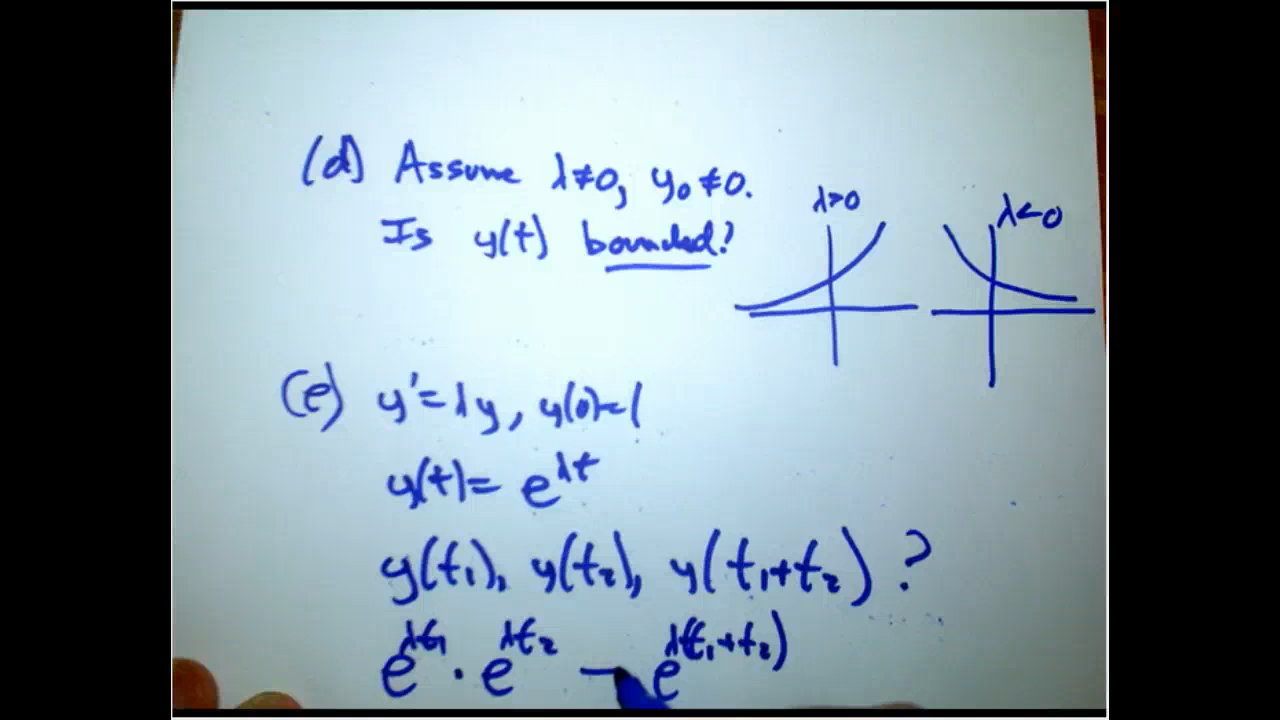 (d) Assume λ≠0, y₀≠0.
Is y(t) bounded?
λ>0
λ<0
(e) y'=λy, y(0)=1
y(t)= e^{λt}
y(t₁), y(t₂), y(t₁+t₂) ?
e^{λt₁} · e^{λt₂} — e^{λ(t₁+t₂)}